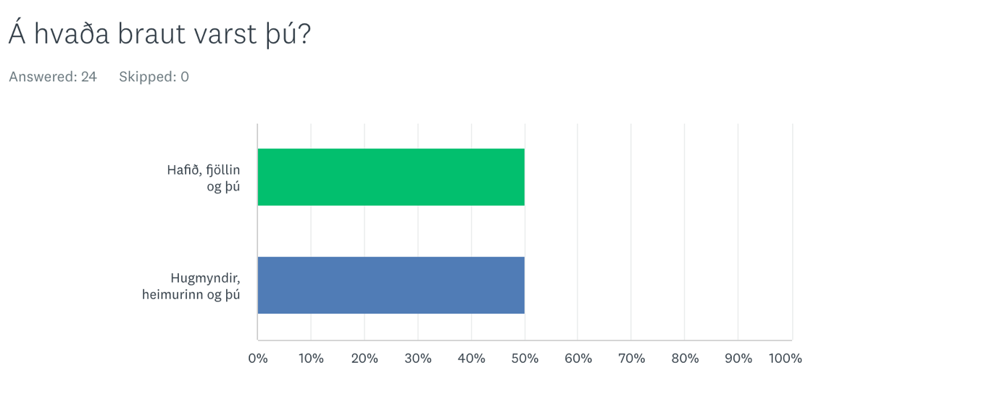 Á hvaða braut varst þú?
Answered: 24 Skipped: 0
Hafið, fjöllin
og þú
Hugmyndir,
heimurinn og þú
0% 10% 20% 30% 40% 50% 60% 70% 80% 90% 100%